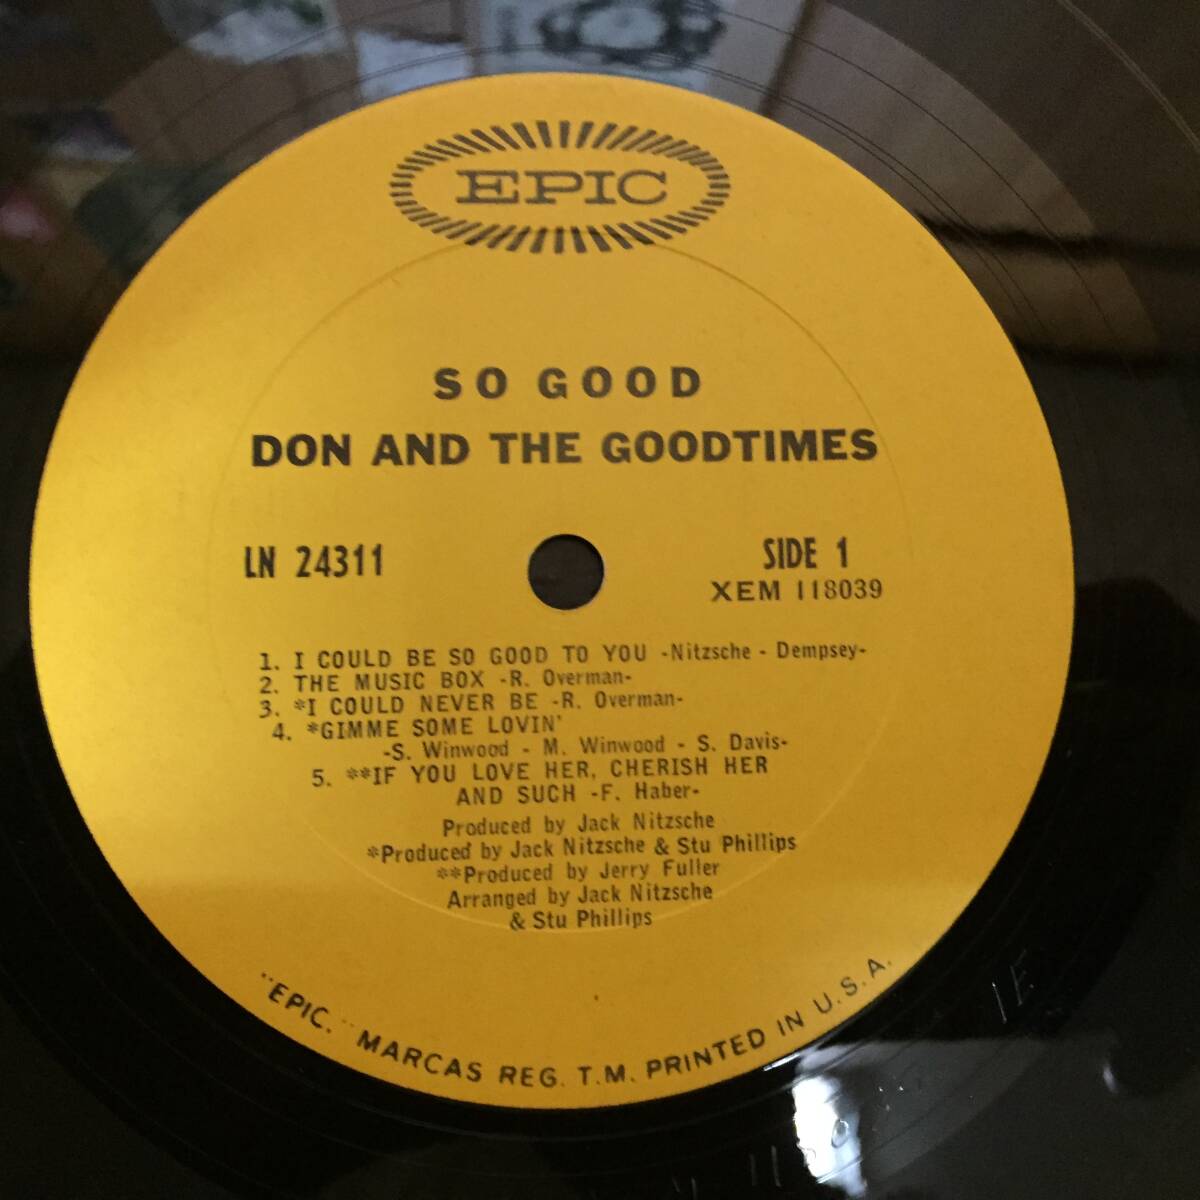 EPIC
SO GOOD
DON AND THE GOODTIMES
LN 24311
SIDE 1
XEM 118039
1. I COULD BE SO GOOD TO YOU -Nitzsche - Dempsey-
2. THE MUSIC BOX -R. Overman-
3. *I COULD NEVER BE -R. Overman-
4. *GIMME SOME LOVIN'
-S. Winwood - M. Winwood - S. Davis-
5. **IF YOU LOVE HER, CHERISH HER
AND SUCH -F. Haber-
Produced by Jack Nitzsche
*Produced by Jack Nitzsche & Stu Phillips
**Produced by Jerry Fuller
Arranged by Jack Nitzsche
& Stu Phillips
"EPIC." MARCAS REG. T.M. PRINTED IN U.S.A.
1E